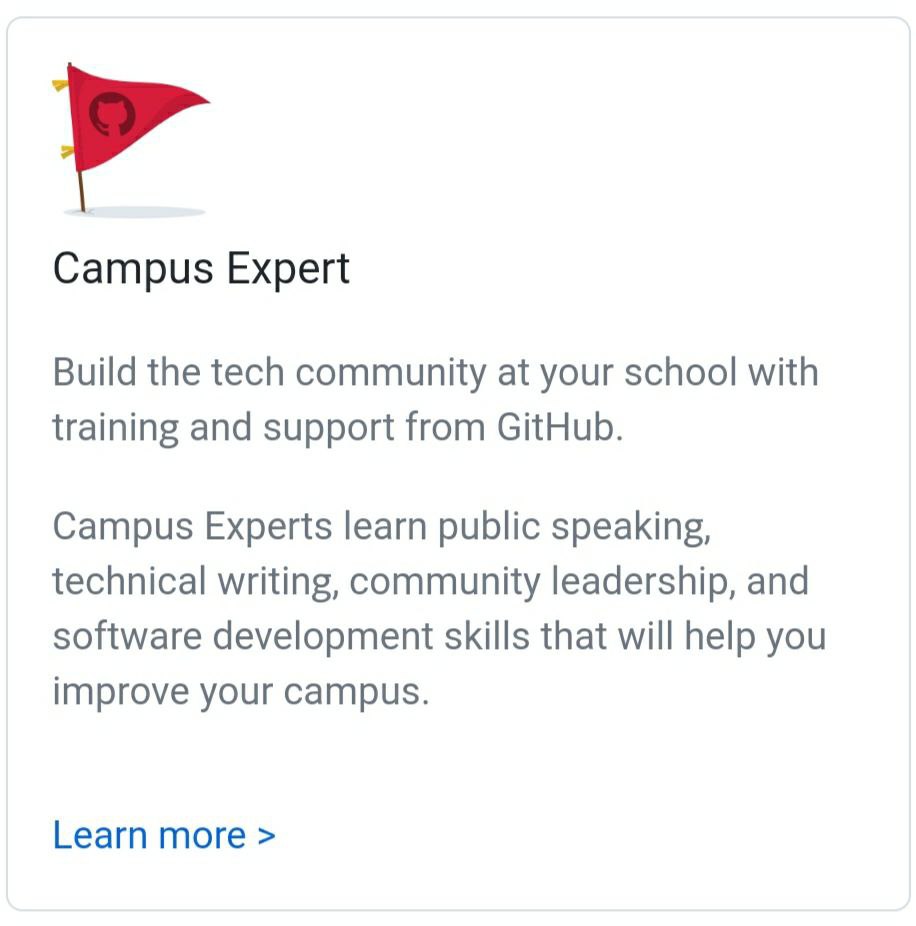 Campus Expert
Build the tech community at your school with
training and support from GitHub.
Campus Experts learn public speaking,
technical writing, community leadership, and
software development skills that will help you
improve your campus.
Learn more >